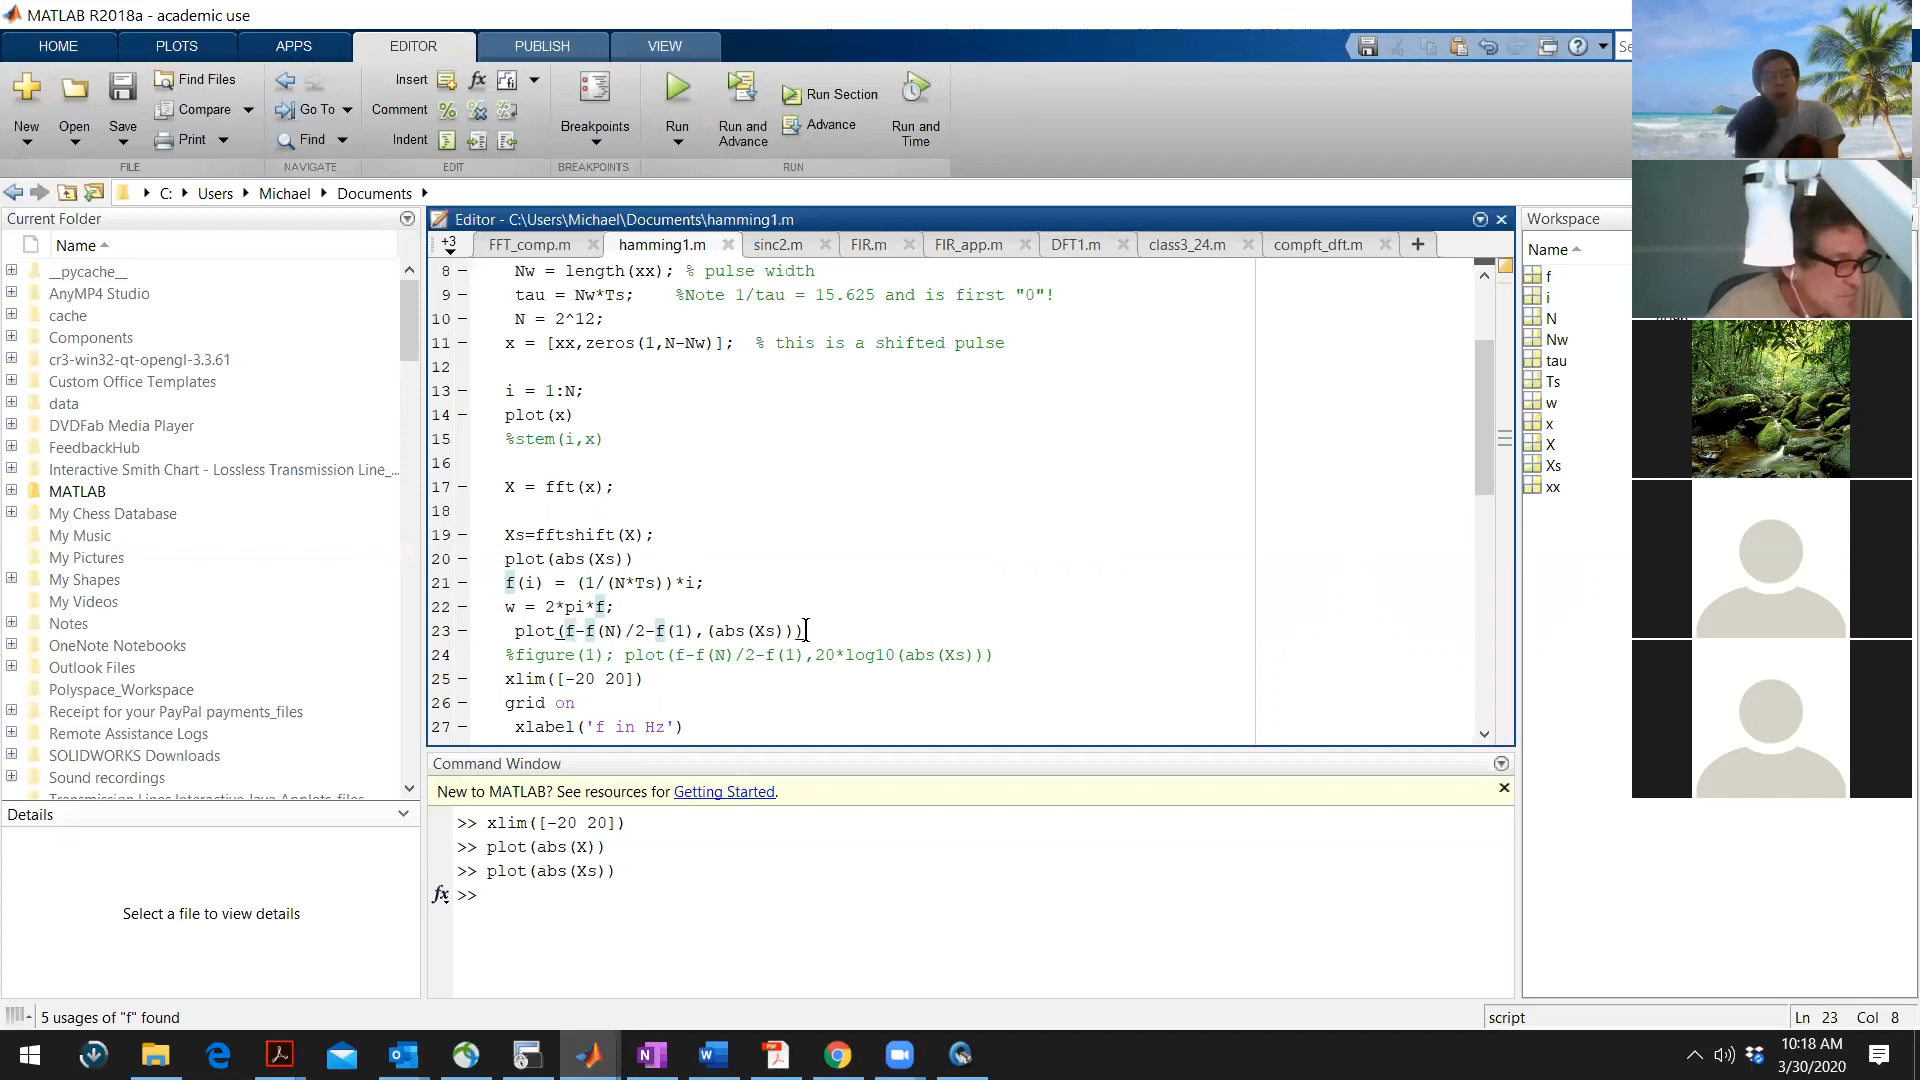 MATLAB R2018a - academic use
HOME PLOTS APPS EDITOR PUBLISH VIEW
Se
New Open Save
Find Files
Compare
Print
Go To
Find
Insert
Comment
Indent
Breakpoints
Run
Run and Advance
Run Section
Advance
Run and Time
FILE NAVIGATE EDIT BREAKPOINTS RUN
C: Users Michael Documents
Current Folder
Name
__pycache__
AnyMP4 Studio
cache
Components
cr3-win32-qt-opengl-3.3.61
Custom Office Templates
data
DVDFab Media Player
FeedbackHub
Interactive Smith Chart - Lossless Transmission Line_...
MATLAB
My Chess Database
My Music
My Pictures
My Shapes
My Videos
Notes
OneNote Notebooks
Outlook Files
Polyspace_Workspace
Receipt for your PayPal payments_files
Remote Assistance Logs
SOLIDWORKS Downloads
Sound recordings
Transmission Lines Interactive Java Applets_files
Details
Select a file to view details
Editor - C:\Users\Michael\Documents\hamming1.m
+3 FFT_comp.m hamming1.m sinc2.m FIR.m FIR_app.m DFT1.m class3_24.m compft_dft.m
8 - Nw = length(xx); % pulse width
9 - tau = Nw*Ts; %Note 1/tau = 15.625 and is first "0"!
10 - N = 2^12;
11 - x = [xx,zeros(1,N-Nw)]; % this is a shifted pulse
12 -
13 - i = 1:N;
14 - plot(x)
15 - %stem(i,x)
16 -
17 - X = fft(x);
18 -
19 - Xs=fftshift(X);
20 - plot(abs(Xs))
21 - f(i) = (1/(N*Ts))*i;
22 - w = 2*pi*f;
23 - plot(f-f(N)/2-f(1),(abs(Xs)))
24 - %figure(1); plot(f-f(N)/2-f(1),20*log10(abs(Xs)))
25 - xlim([-20 20])
26 - grid on
27 - xlabel('f in Hz')
Command Window
New to MATLAB? See resources for Getting Started.
>> xlim([-20 20])
>> plot(abs(X))
>> plot(abs(Xs))
fx >>
Workspace
Name
f
i
N
Nw
tau
Ts
w
x
X
Xs
xx
5 usages of "f" found
script
Ln 23 Col 8
10:18 AM
3/30/2020